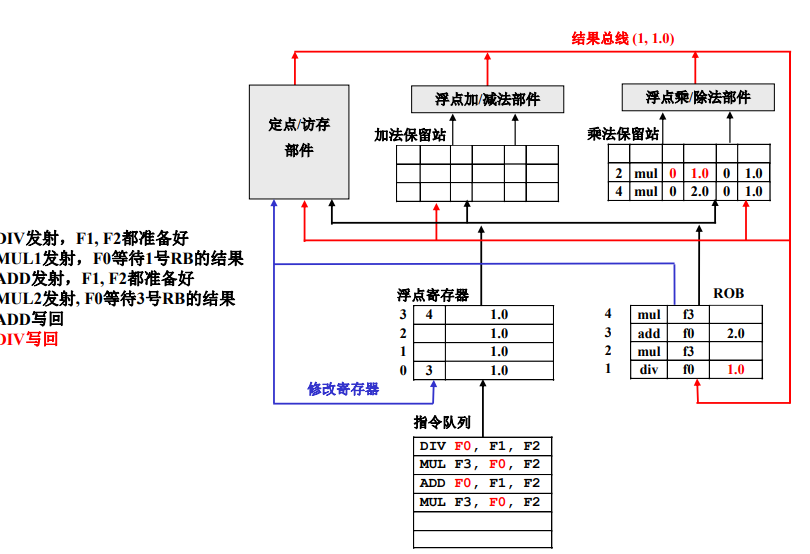 结果总线 (1, 1.0)
定点/访存
部件
浮点加/减法部件
浮点乘/除法部件
加法保留站
乘法保留站
2 mul 0 1.0 0 1.0
4 mul 0 2.0 0 1.0
DIV发射，F1, F2都准备好
MUL1发射，F0等待1号RB的结果
ADD发射，F1, F2都准备好
MUL2发射, F0等待3号RB的结果
ADD写回
DIV写回
浮点寄存器
3 4 1.0
2 1.0
1 1.0
0 3 1.0
ROB
4 mul f3
3 add f0 2.0
2 mul f3
1 div f0 1.0
修改寄存器
指令队列
DIV F0, F1, F2
MUL F3, F0, F2
ADD F0, F1, F2
MUL F3, F0, F2